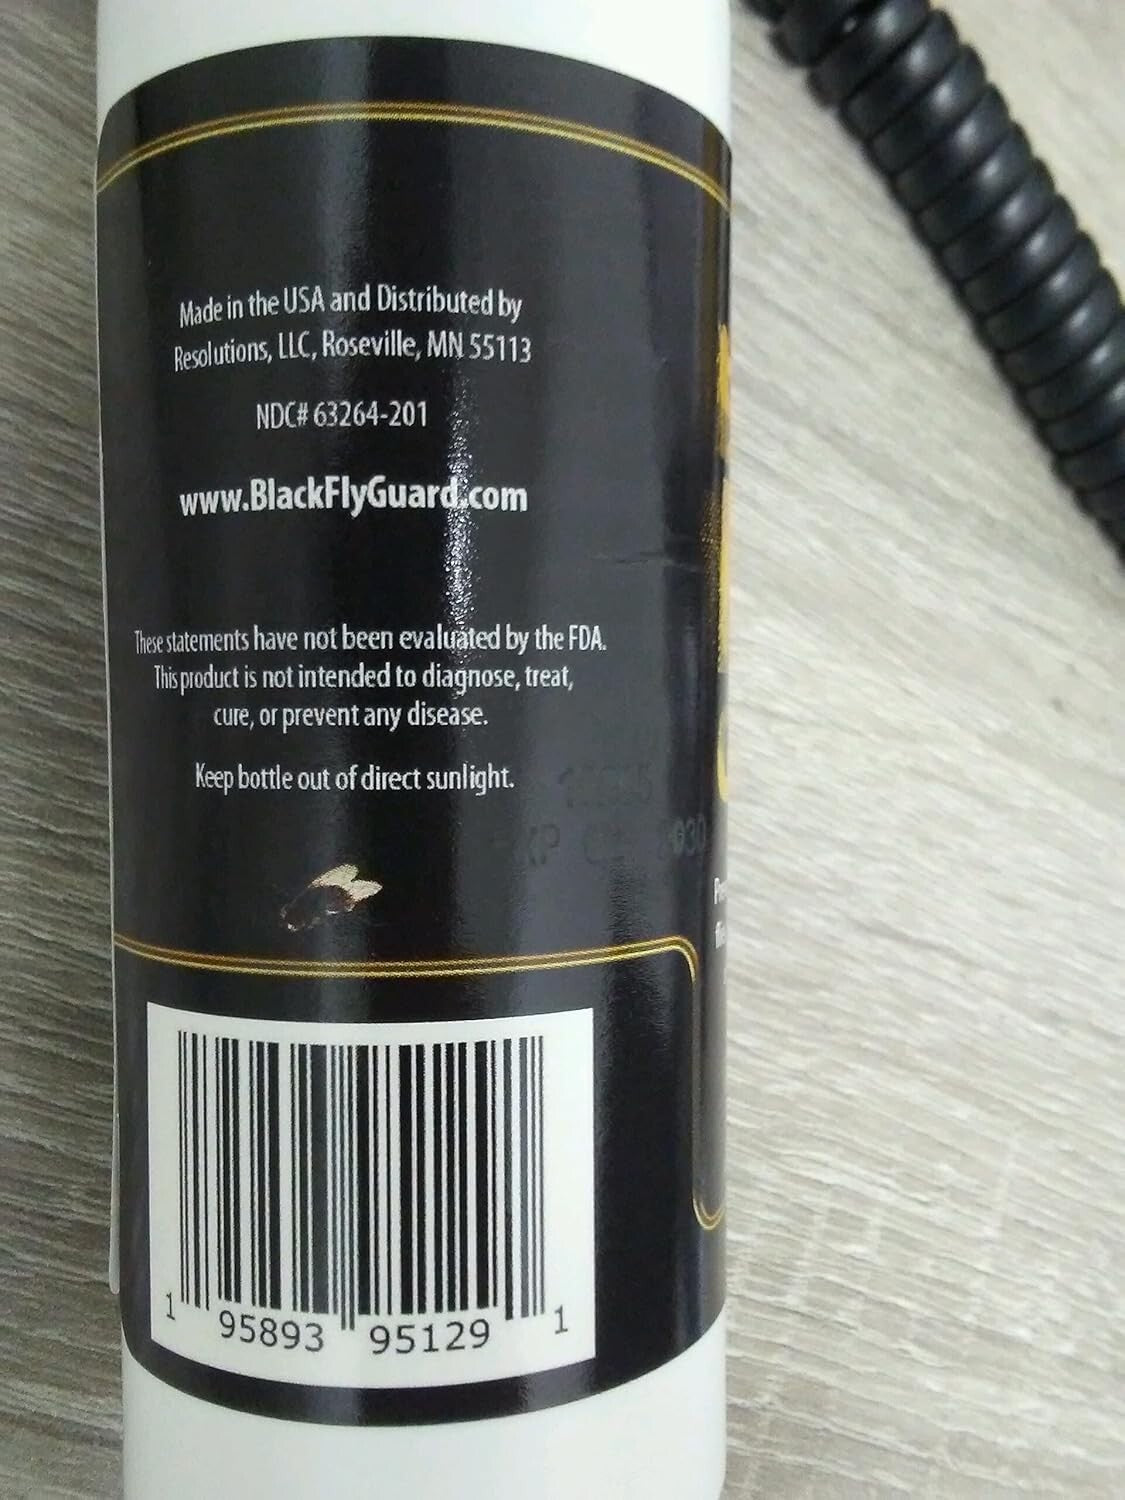 Made in the USA and Distributed by
Resolutions, LLC, Roseville, MN 55113
NDC# 63264-201
www.BlackFlyGuard.com
These statements have not been evaluated by the FDA.
This product is not intended to diagnose, treat,
cure, or prevent any disease.
Keep bottle out of direct sunlight.
1 95893 95129 1